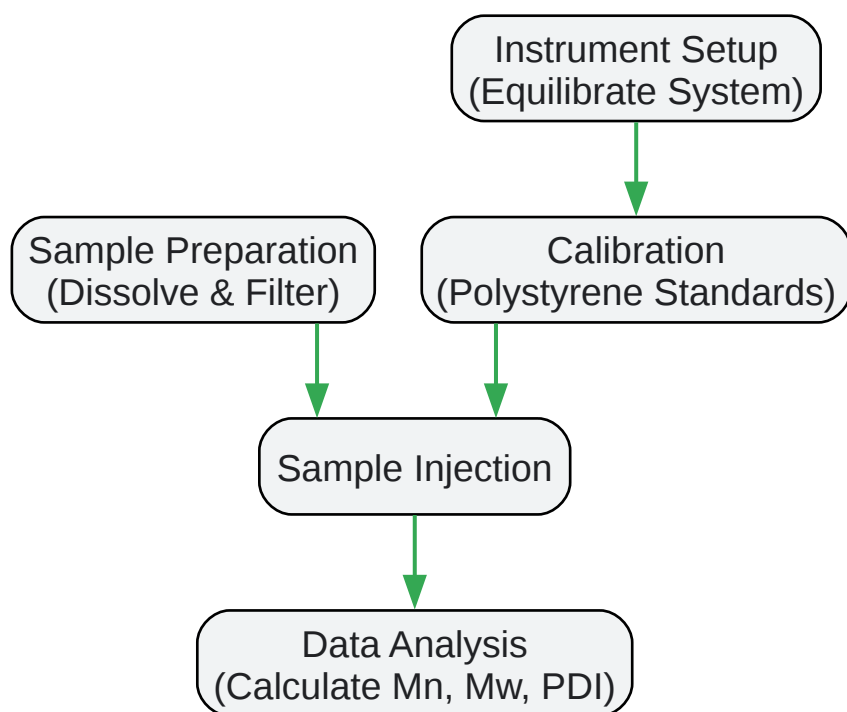 Instrument Setup
(Equilibrate System)
Sample Preparation
(Dissolve & Filter)
Calibration
(Polystyrene Standards)
Sample Injection
Data Analysis
(Calculate Mn, Mw, PDI)